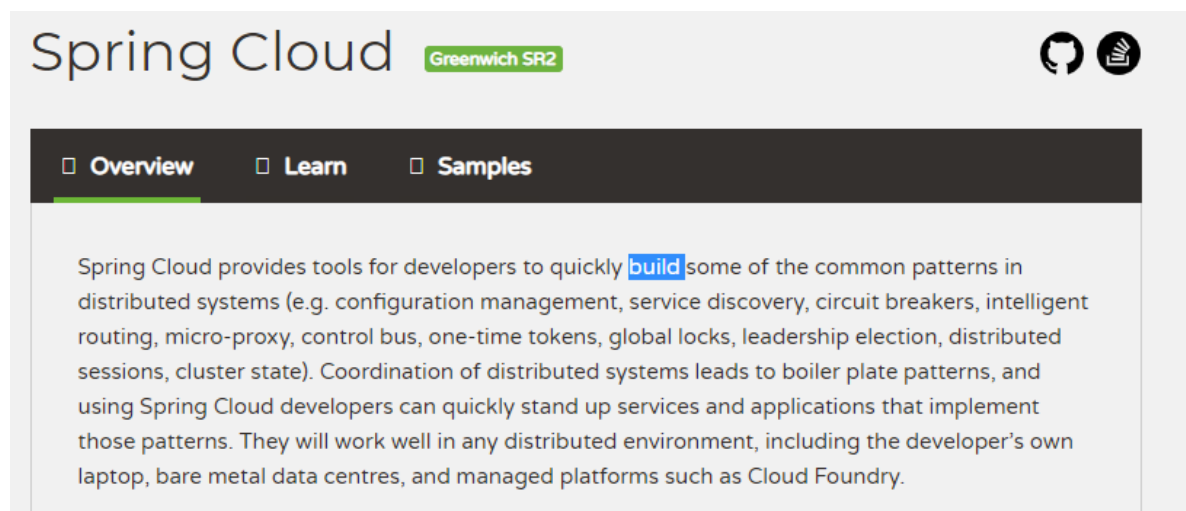 Spring Cloud Greenwich SR2
Overview Learn Samples
Spring Cloud provides tools for developers to quickly build some of the common patterns in
distributed systems (e.g. configuration management, service discovery, circuit breakers, intelligent
routing, micro-proxy, control bus, one-time tokens, global locks, leadership election, distributed
sessions, cluster state). Coordination of distributed systems leads to boiler plate patterns, and
using Spring Cloud developers can quickly stand up services and applications that implement
those patterns. They will work well in any distributed environment, including the developer's own
laptop, bare metal data centres, and managed platforms such as Cloud Foundry.